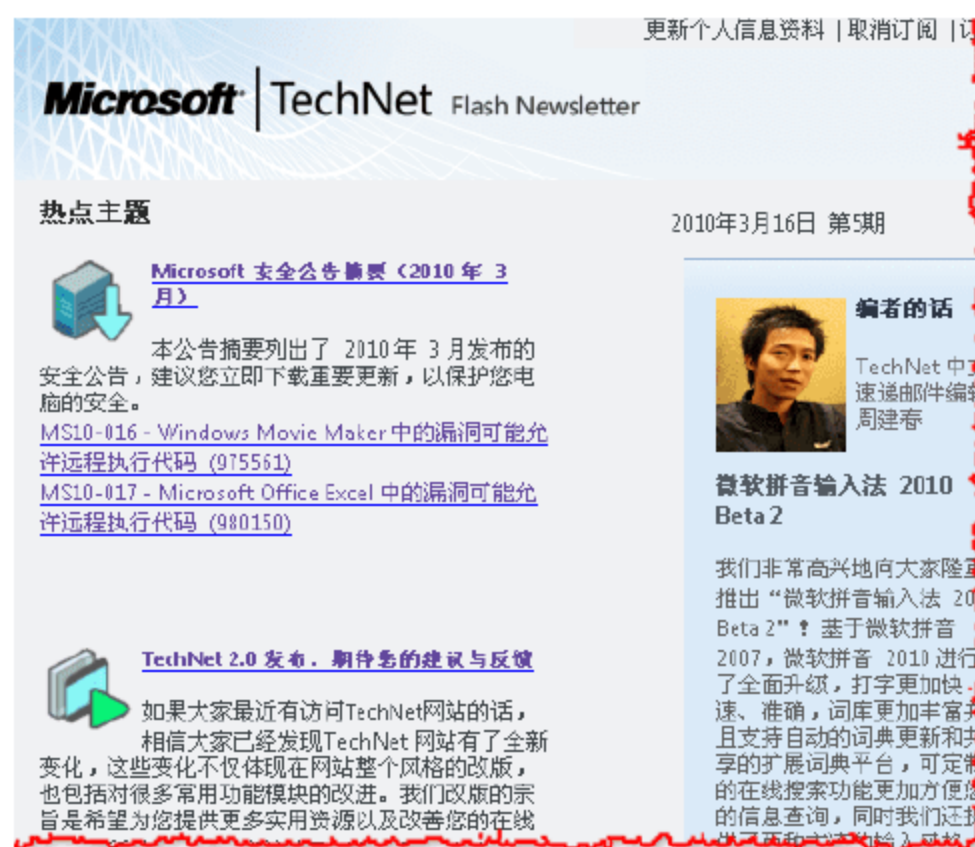 更新个人信息资料 | 取消订阅 |
Microsoft | TechNet Flash Newsletter
热点主题
Microsoft 安全公告摘要（2010 年 3
月）
本公告摘要列出了 2010年 3 月发布的
安全公告，建议您立即下载重要更新，以保护您电
脑的安全。
MS10-016 - Windows Movie Maker 中的漏洞可能允
许远程执行代码 (975561)
MS10-017 - Microsoft Office Excel 中的漏洞可能允
许远程执行代码 (980150)
TechNet 2.0 发布，期待您的建议与反馈
如果大家最近有访问TechNet网站的话，
相信大家已经发现TechNet 网站有了全新
变化，这些变化不仅体现在网站整个风格的改版，
也包括对很多常用功能模块的改进。我们改版的宗
旨是希望为您提供更多实用资源以及改善您的在线
2010年3月16日 第5期
编者的话
TechNet 中
速递邮件编
周建春
微软拼音输入法 2010
Beta 2
我们非常高兴地向大家隆
推出“微软拼音输入法 20
Beta 2”！基于微软拼音
2007，微软拼音 2010 进行
了全面升级，打字更加快
速、准确，词库更加丰富
且支持自动的词典更新和
享的扩展词典平台，可定
的在线搜索功能更加方便
的信息查询，同时我们还